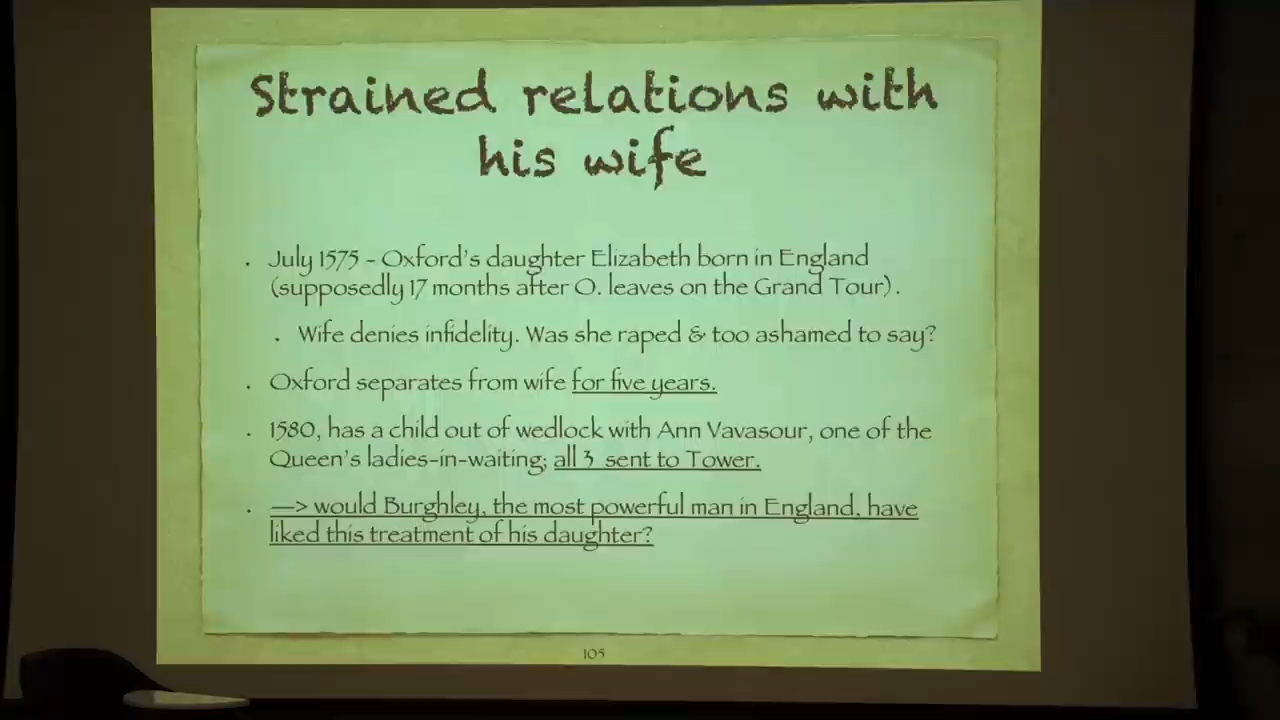 Strained relations with
his wife
. July 1575 - Oxford's daughter Elizabeth born in England
(supposedly 17 months after O. leaves on the Grand Tour).
. Wife denies infidelity. Was she raped & too ashamed to say?
. Oxford separates from wife for five years.
. 1580, has a child out of wedlock with Ann Vavasour, one of the
Queen's ladies-in-waiting; all 3 sent to Tower.
. —> would Burghley, the most powerful man in England, have
liked this treatment of his daughter?
105